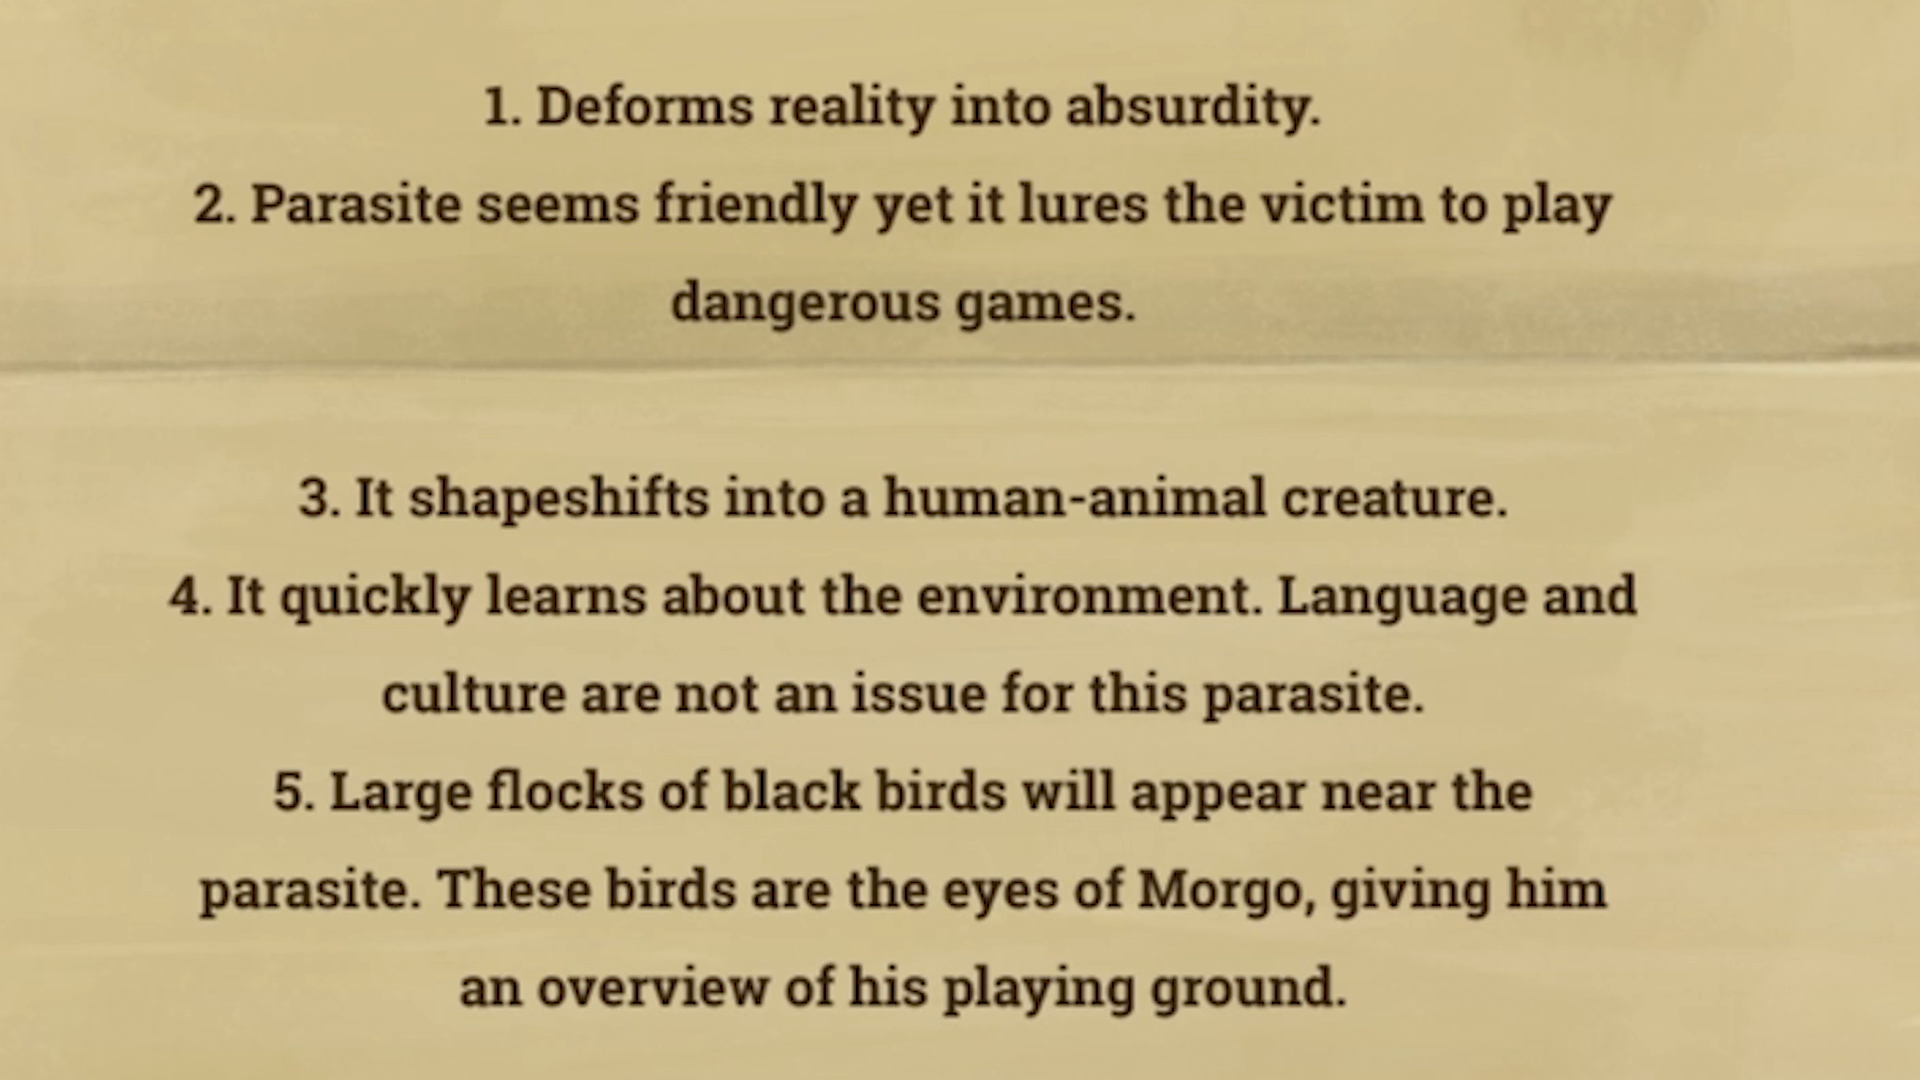 1. Deforms reality into absurdity.
2. Parasite seems friendly yet it lures the victim to play
dangerous games.
3. It shapeshifts into a human-animal creature.
4. It quickly learns about the environment. Language and
culture are not an issue for this parasite.
5. Large flocks of black birds will appear near the
parasite. These birds are the eyes of Morgo, giving him
an overview of his playing ground.